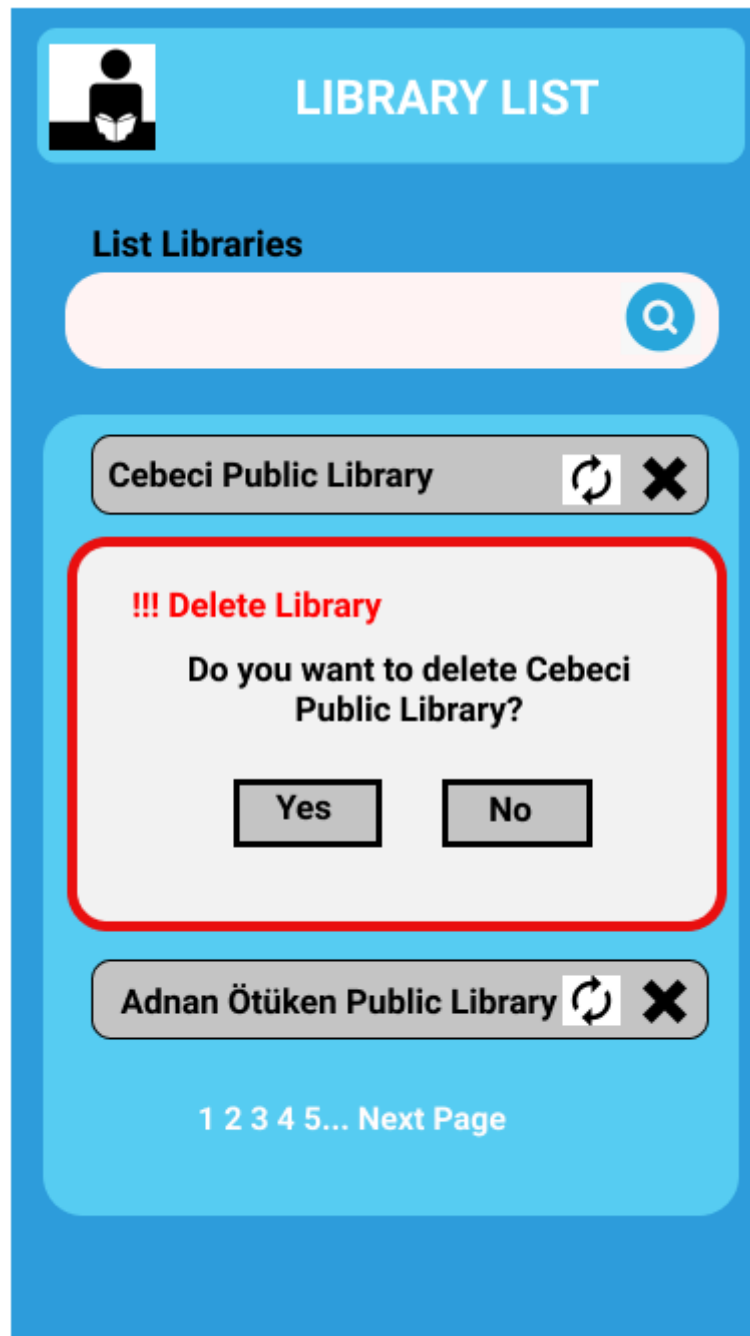 LIBRARY LIST
List Libraries
Cebeci Public Library
!!! Delete Library
Do you want to delete Cebeci
Public Library?
Yes No
Adnan Ötüken Public Library
1 2 3 4 5... Next Page